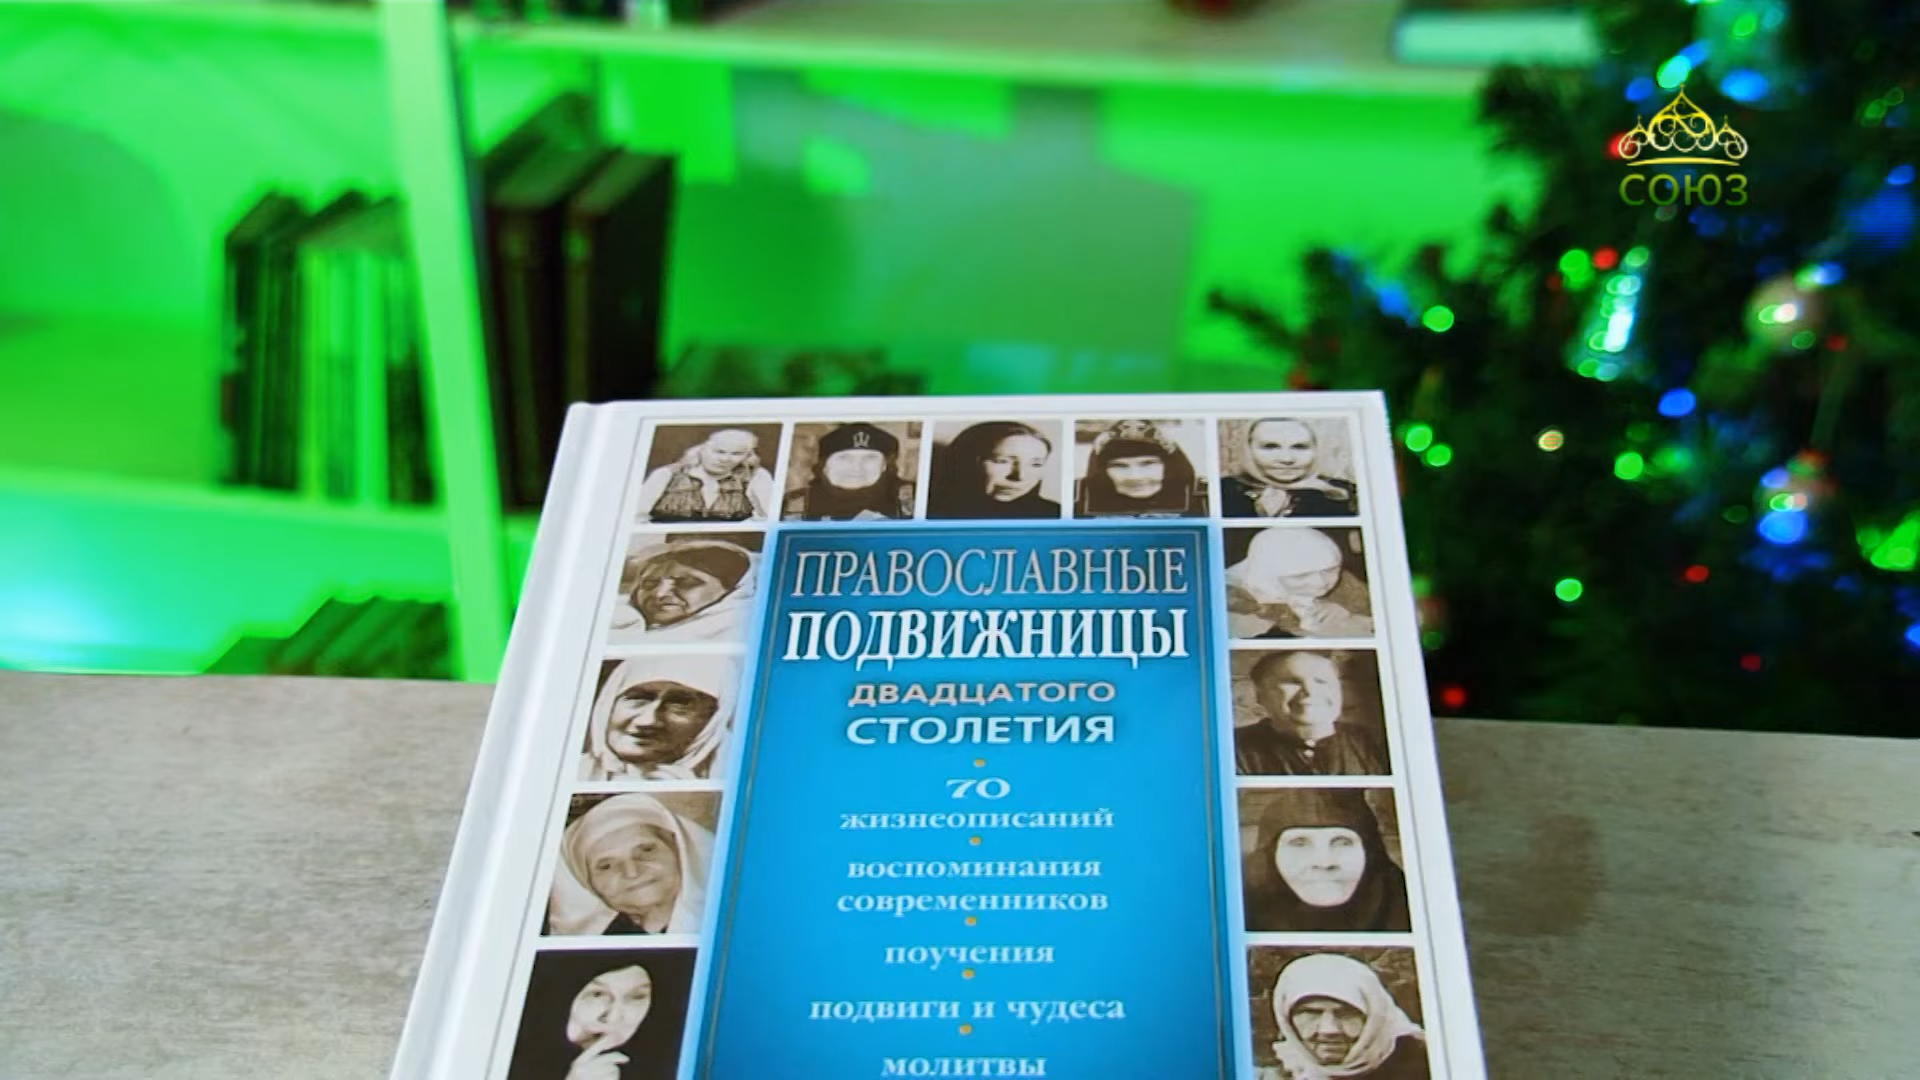 СОЮЗ
ПРАВОСЛАВНЫЕ
ПОДВИЖНИЦЫ
ДВАДЦАТОГО
СТОЛЕТИЯ
70
жизнеописаний
воспоминания
современников
поучения
подвиги и чудеса
молитвы